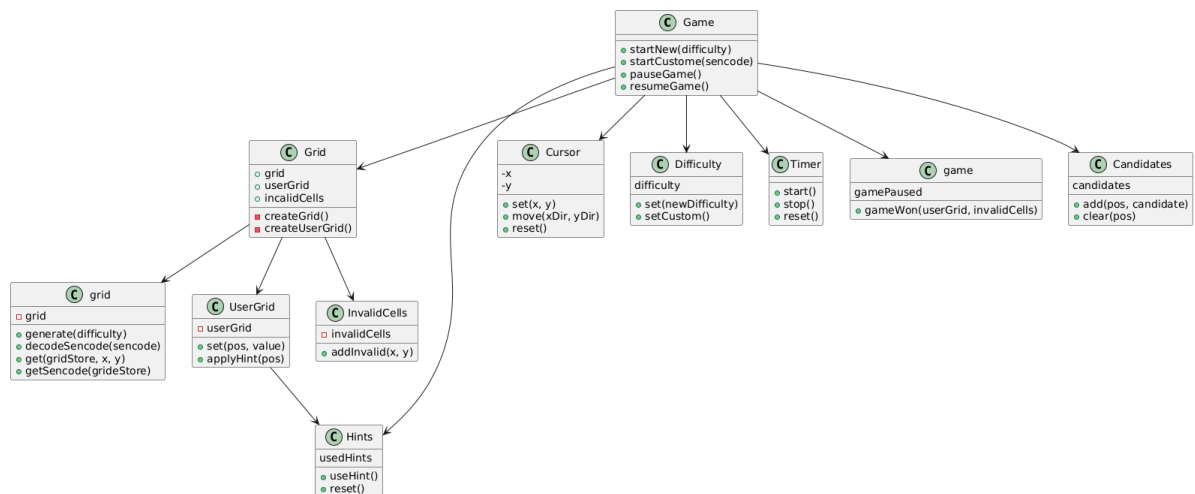 C Game
startNew(difficulty)
startCustome(sencode)
pauseGame()
resumeGame()
C Grid
grid
userGrid
incalidCells
createGrid()
createUserGrid()
C Cursor
-x
-y
set(x, y)
move(xDir, yDir)
reset()
C Difficulty
difficulty
set(newDifficulty)
setCustom()
C Timer
start()
stop()
reset()
C game
gamePaused
gameWon(userGrid, invalidCells)
C Candidates
candidates
add(pos, candidate)
clear(pos)
C grid
grid
generate(difficulty)
decodeSencode(sencode)
get(gridStore, x, y)
getSencode(grideStore)
C UserGrid
userGrid
set(pos, value)
applyHint(pos)
C InvalidCells
invalidCells
addInvalid(x, y)
C Hints
usedHints
useHint()
reset()